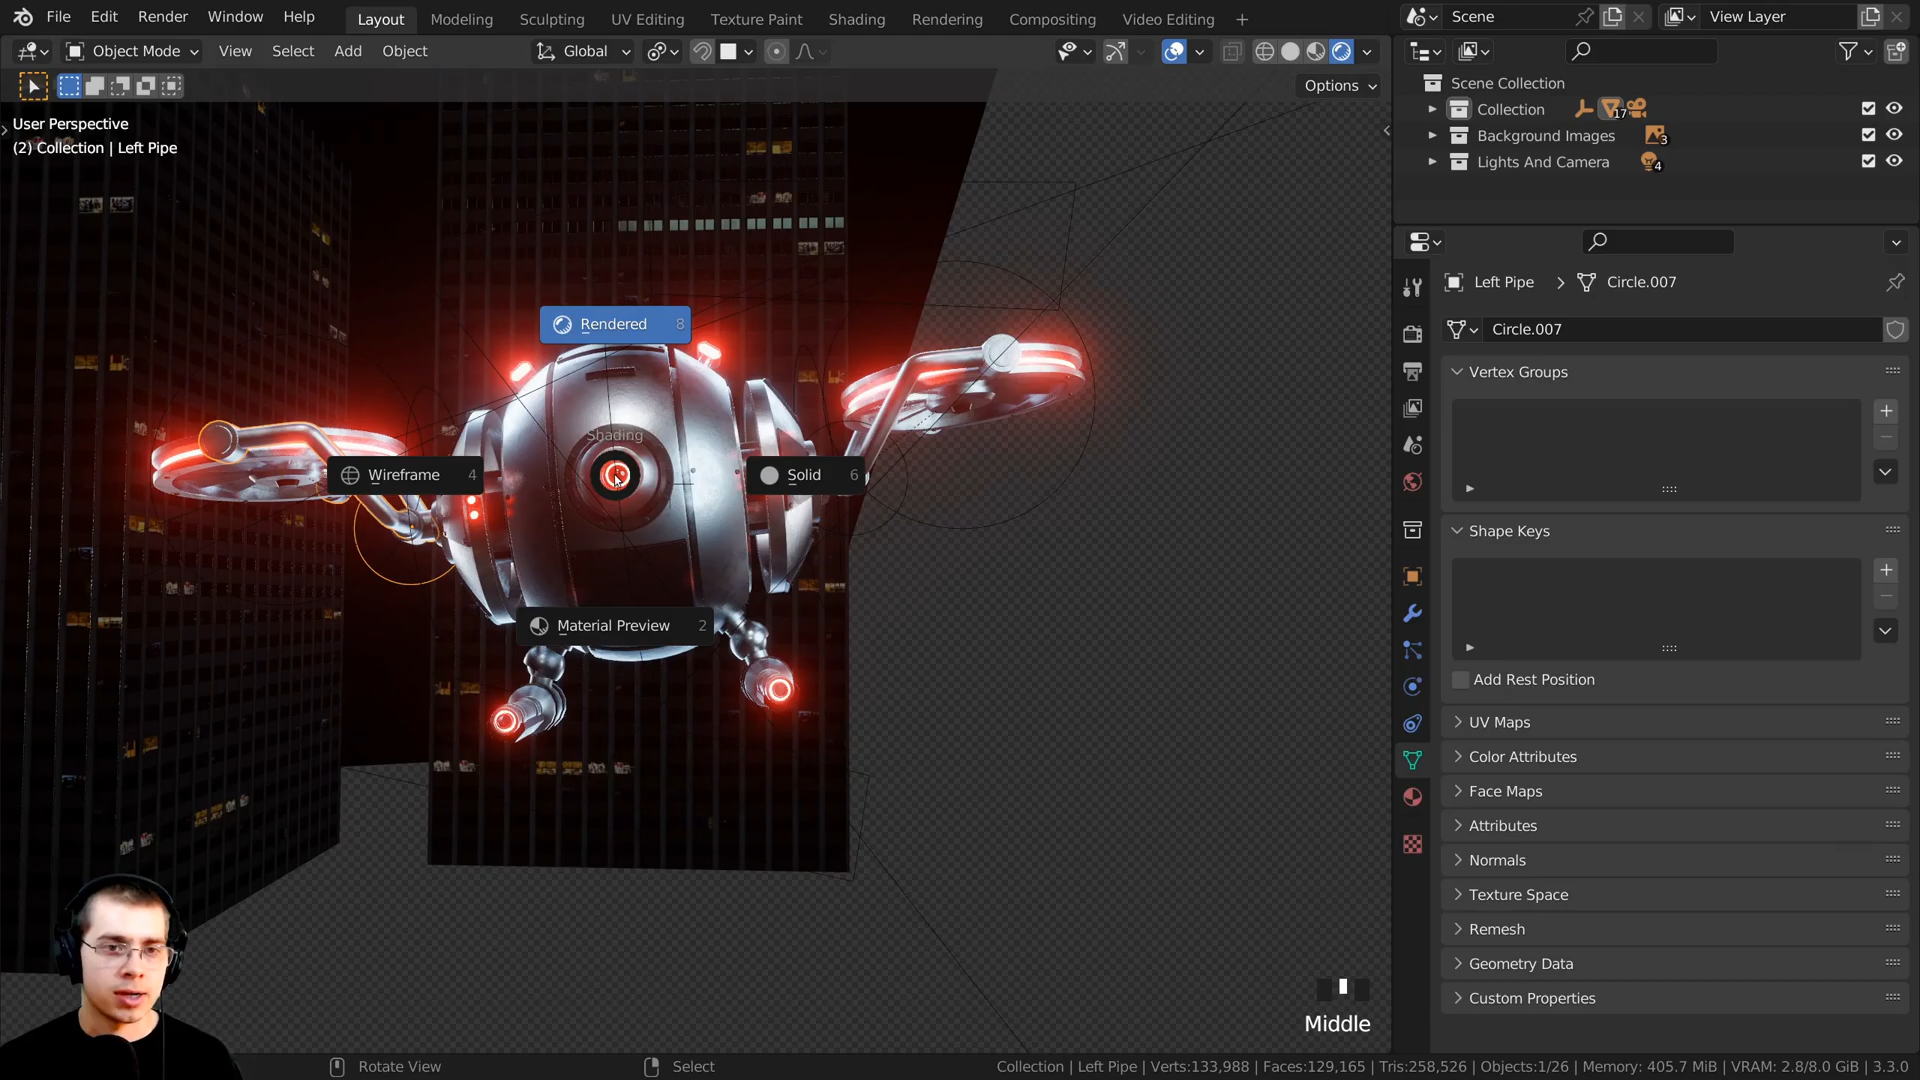 File Edit Render Window Help Layout Modeling Sculpting UV Editing Texture Paint Shading Rendering Compositing Video Editing + Scene View Layer
Object Mode View Select Add Object Global
Options
User Perspective
(2) Collection | Left Pipe
Scene Collection
Collection 17
Background Images 3
Lights And Camera 4
Left Pipe > Circle.007
Circle.007
Vertex Groups
Shape Keys
Add Rest Position
UV Maps
Color Attributes
Face Maps
Attributes
Normals
Texture Space
Remesh
Geometry Data
Custom Properties
Rendered 8
Shading
Wireframe 4
Solid 6
Material Preview 2
Middle
Rotate View
Select
Collection | Left Pipe | Verts:133,988 | Faces:129,165 | Tris:258,526 | Objects:1/26 | Memory: 405.7 MiB | VRAM: 2.8/8.0 GiB | 3.3.0